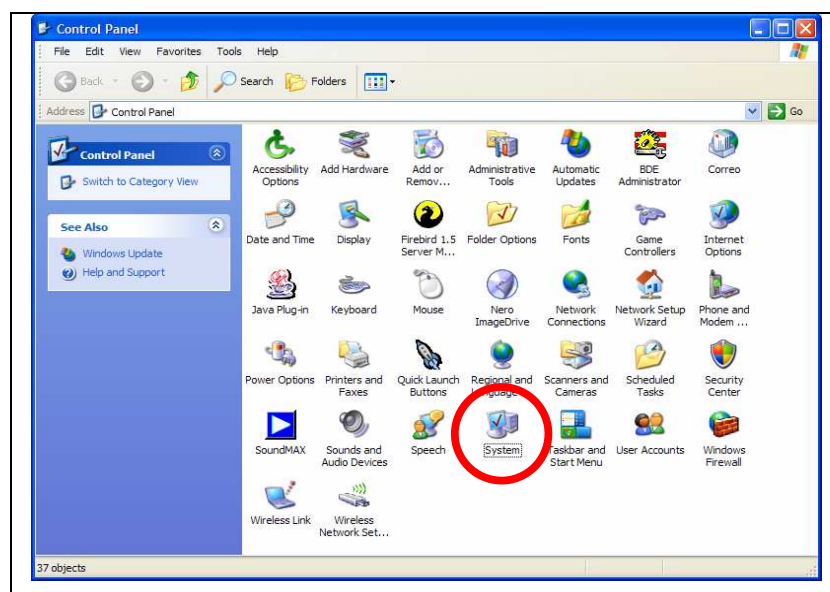 Control Panel
File Edit View Favorites Tools Help
Back Search Folders
Address Control Panel Go
Control Panel
Switch to Category View
See Also
Windows Update
Help and Support
Accessibility Options
Add Hardware
Add or Remov...
Administrative Tools
Automatic Updates
BDE Administrator
Correo
Date and Time
Display
Firebird 1.5 Server M...
Folder Options
Fonts
Game Controllers
Internet Options
Java Plug-in
Keyboard
Mouse
Nero ImageDrive
Network Connections
Network Setup Wizard
Phone and Modem ...
Power Options
Printers and Faxes
Quick Launch Buttons
Regional and Language
Scanners and Cameras
Scheduled Tasks
Security Center
SoundMAX
Sounds and Audio Devices
Speech
System
Taskbar and Start Menu
User Accounts
Windows Firewall
Wireless Link
Wireless Network Set...
37 objects